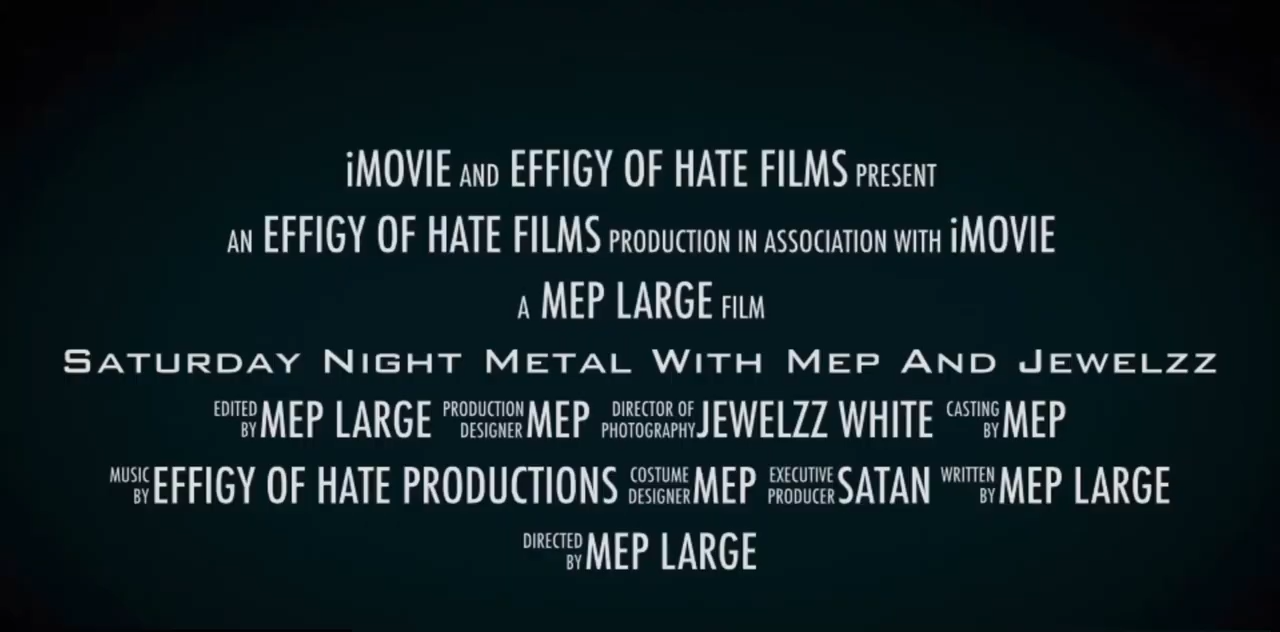 iMOVIE AND EFFIGY OF HATE FILMS PRESENT
AN EFFIGY OF HATE FILMS PRODUCTION IN ASSOCIATION WITH iMOVIE
A MEP LARGE FILM
SATURDAY NIGHT METAL WITH MEP AND JEWELZZ
EDITED BY MEP LARGE PRODUCTION DESIGNER MEP DIRECTOR OF PHOTOGRAPHY JEWELZZ WHITE CASTING BY MEP
MUSIC BY EFFIGY OF HATE PRODUCTIONS COSTUME DESIGNER MEP EXECUTIVE PRODUCER SATAN WRITTEN BY MEP LARGE
DIRECTED BY MEP LARGE